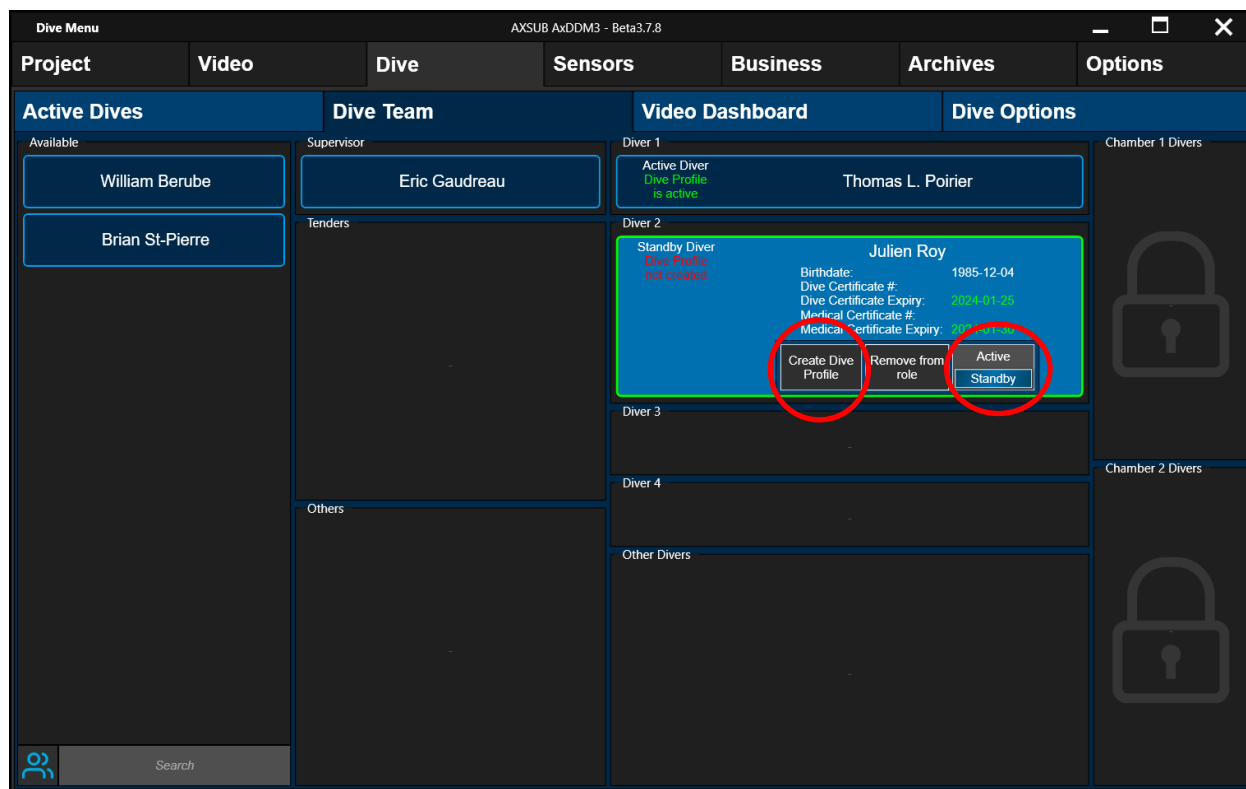 Dive Menu
AXSUB AxDDM3 - Beta3.7.8
Project
Video
Dive
Sensors
Business
Archives
Options
Active Dives
Dive Team
Video Dashboard
Dive Options
Available
William Berube
Brian St-Pierre
Search
Supervisor
Eric Gaudreau
Tenders
-
Others
-
Diver 1
Active Diver
Dive Profile
is active
Thomas L. Poirier
Diver 2
Standby Diver
Dive Profile
not created
Julien Roy
Birthdate: 1985-12-04
Dive Certificate #:
Dive Certificate Expiry: 2024-01-25
Medical Certificate #:
Medical Certificate Expiry:
Create Dive
Profile
Remove from
role
Active
Standby
Diver 3
-
Diver 4
-
Other Divers
-
Chamber 1 Divers
Chamber 2 Divers